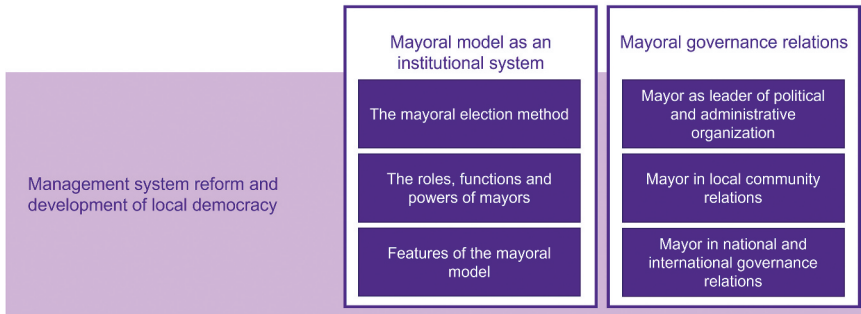 Mayoral model as an
institutional system
Mayoral governance relations
The mayoral election method
Mayor as leader of political
and administrative
organization
Management system reform and
development of local democracy
The roles, functions and
powers of mayors
Mayor in local community
relations
Features of the mayoral
model
Mayor in national and
international governance
relations